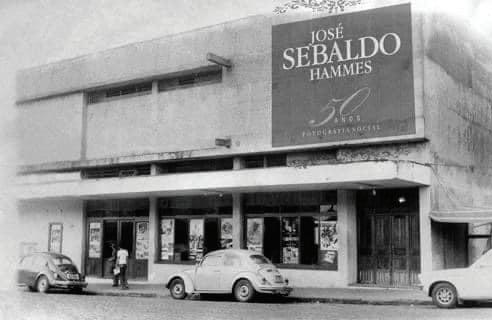 JOSÉ
SEBALDO
HAMMES
50
ANOS
FOTOGRAFIA SOCIAL